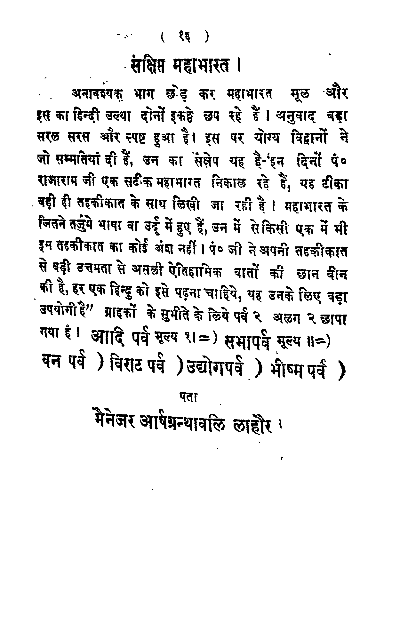 ( १३ )
संक्षिप्त महाभारत ।
अनावश्यक भाग छोड़ कर महाभारत मूल और
इस का हिन्दी उल्था दोनों इकट्ठे छप रहे हैं । अनुवाद बड़ा
सरल सरस और स्पष्ट हुआ है। इस पर योग्य विद्वानों ने
जो सम्मतियां दी हैं, उन का संक्षेप यह है-"इन दिनों पं०
राजाराम जी एक सटीक महाभारत निकाल रहे हैं, यह टीका
बड़ी ही तहकीकात के साथ लिखी जा रही है । महाभारत के
जितने तर्जुमे भाषा वा उर्दू में हुए हैं, उन में से किसी एक में भी
इस तहकीकात का कोई अंश नहीं । पं० जी ने अपनी तहकीकात
से बड़ी उत्तमता से असली ऐतिहासिक बातों की छान बीन
की है, हर एक हिन्दु को इसे पढ़ना चाहिये, यह उनके लिए बड़ा
उपयोगी है" ग्राहकों के सुभीते के लिये पर्व २ अलग २ छापा
गया है । आदि पर्व मूल्य १।=) सभापर्व मूल्य ॥=)
वन पर्व ) विराट पर्व ) उद्योगपर्व ) भीष्म पर्व )
पता
मैनेजर आर्षग्रन्थावलि लाहौर ।